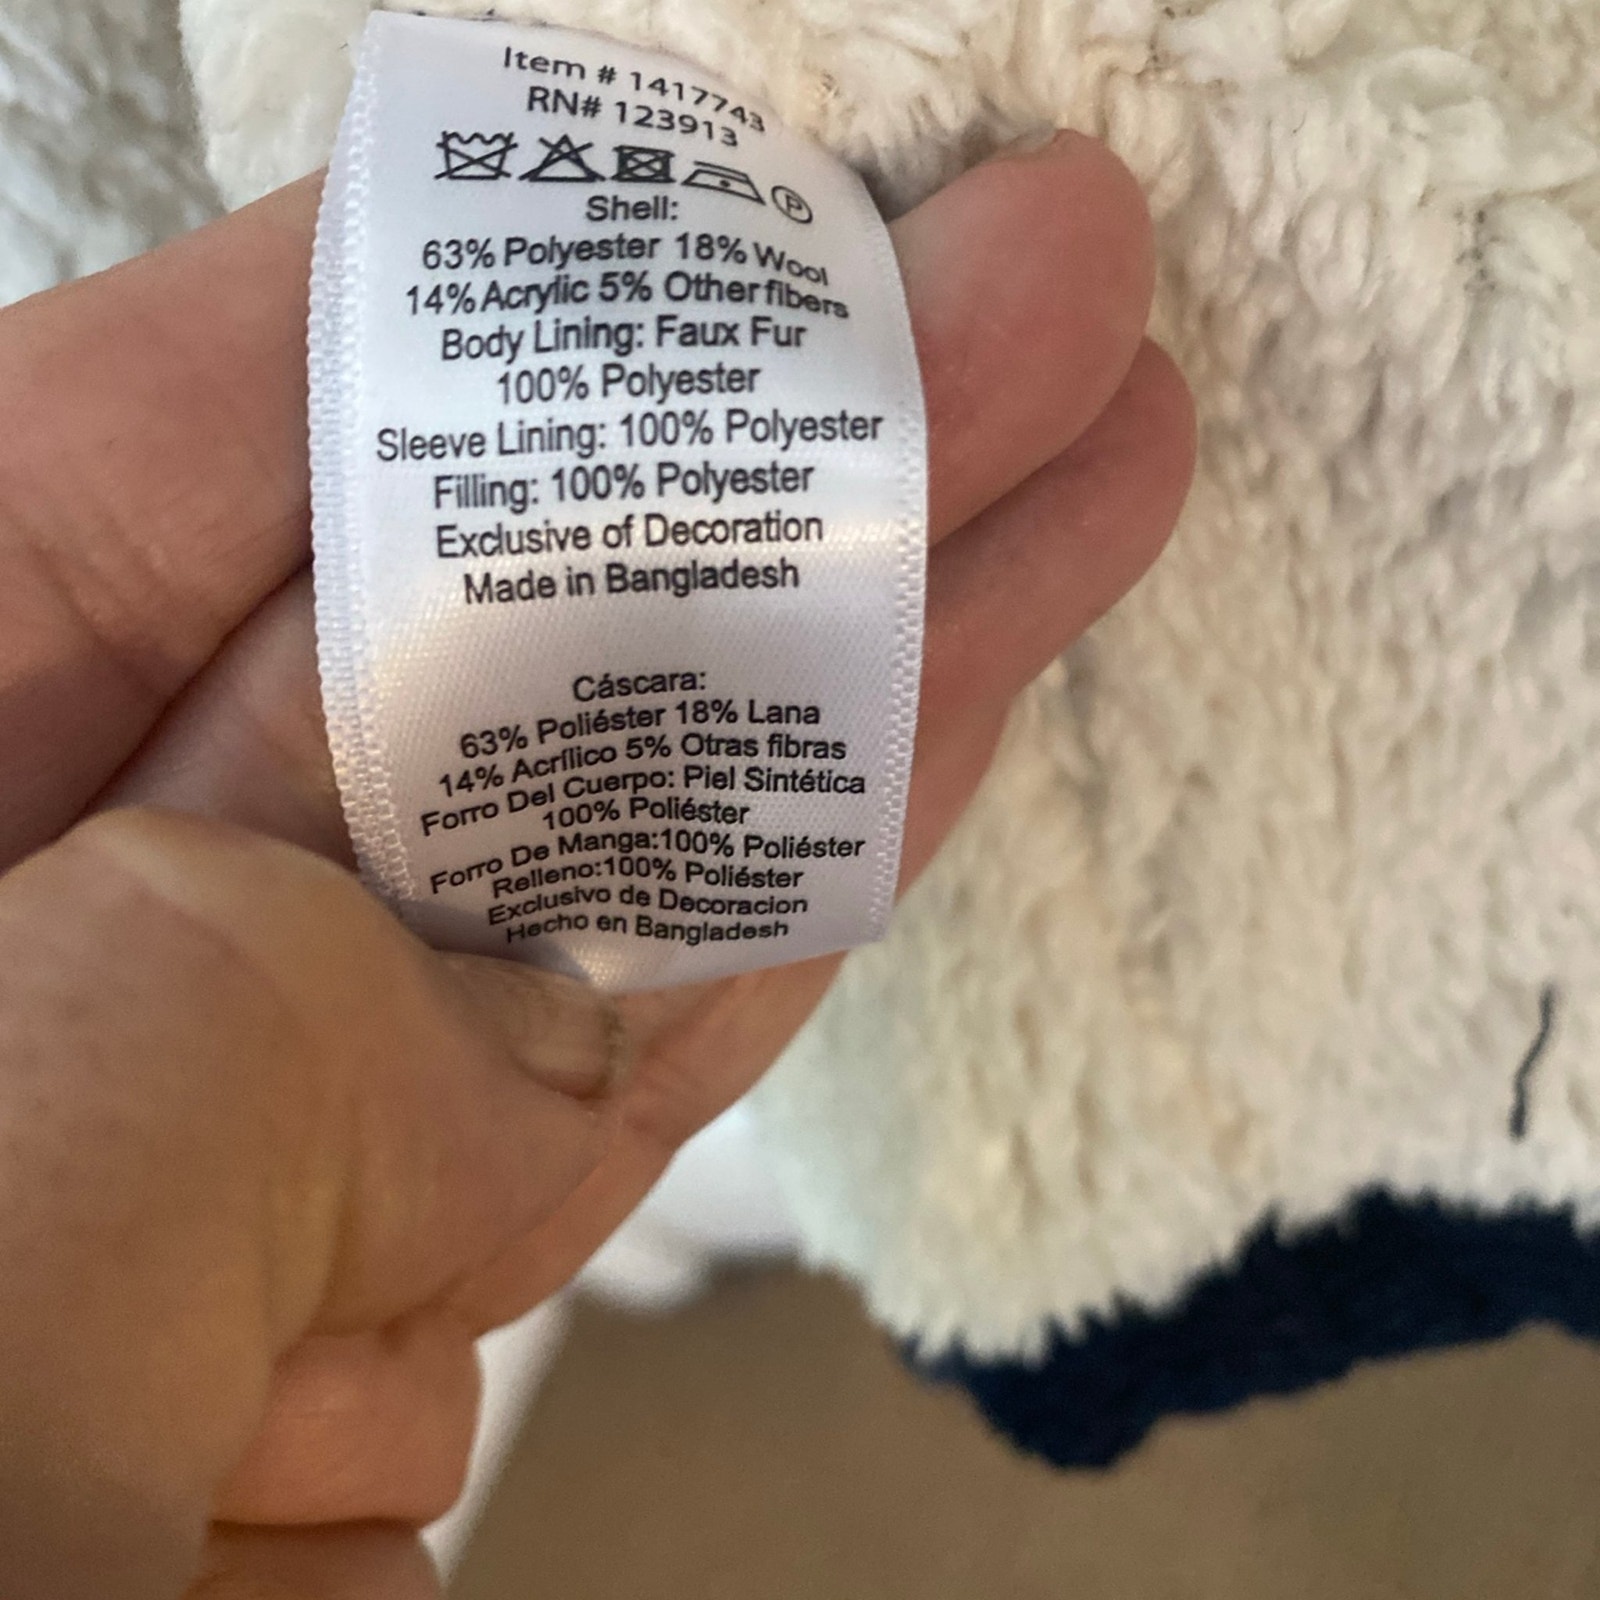 Item # 1417743
RN# 123913
P
Shell:
63% Polyester 18% Wool
14% Acrylic 5% Other fibers
Body Lining: Faux Fur
100% Polyester
Sleeve Lining: 100% Polyester
Filling: 100% Polyester
Exclusive of Decoration
Made in Bangladesh
Cáscara:
63% Poliéster 18% Lana
14% Acrílico 5% Otras fibras
Forro Del Cuerpo: Piel Sintética
100% Poliéster
Forro De Manga:100% Poliéster
Relleno:100% Poliéster
Exclusivo de Decoracion
Hecho en Bangladesh